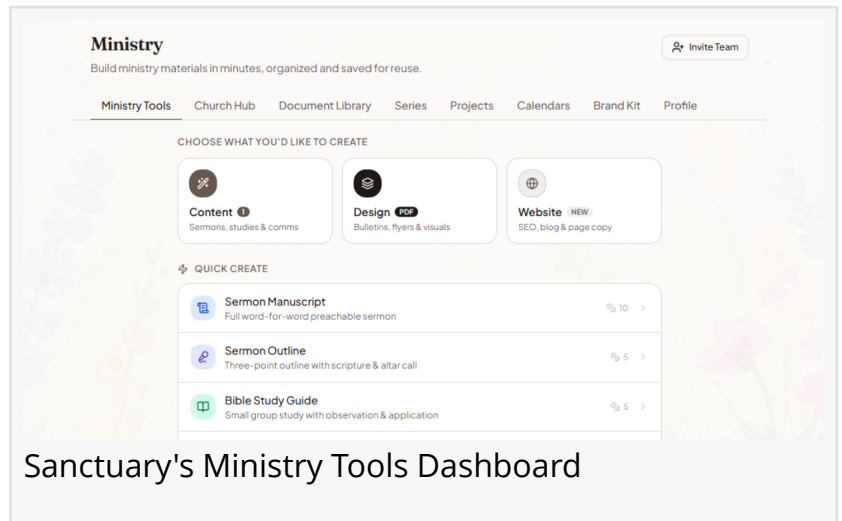 Ministry
Invite Team
Build ministry materials in minutes, organized and saved for reuse.
Ministry Tools Church Hub Document Library Series Projects Calendars Brand Kit Profile
CHOOSE WHAT YOU'D LIKE TO CREATE
Content 1
Sermons, studies & comms
Design PDF
Bulletins, flyers & visuals
Website NEW
SEO, blog & page copy
QUICK CREATE
Sermon Manuscript
Full word-for-word preachable sermon
10
Sermon Outline
Three-point outline with scripture & altar call
5
Bible Study Guide
Small group study with observation & application
5
Sanctuary's Ministry Tools Dashboard